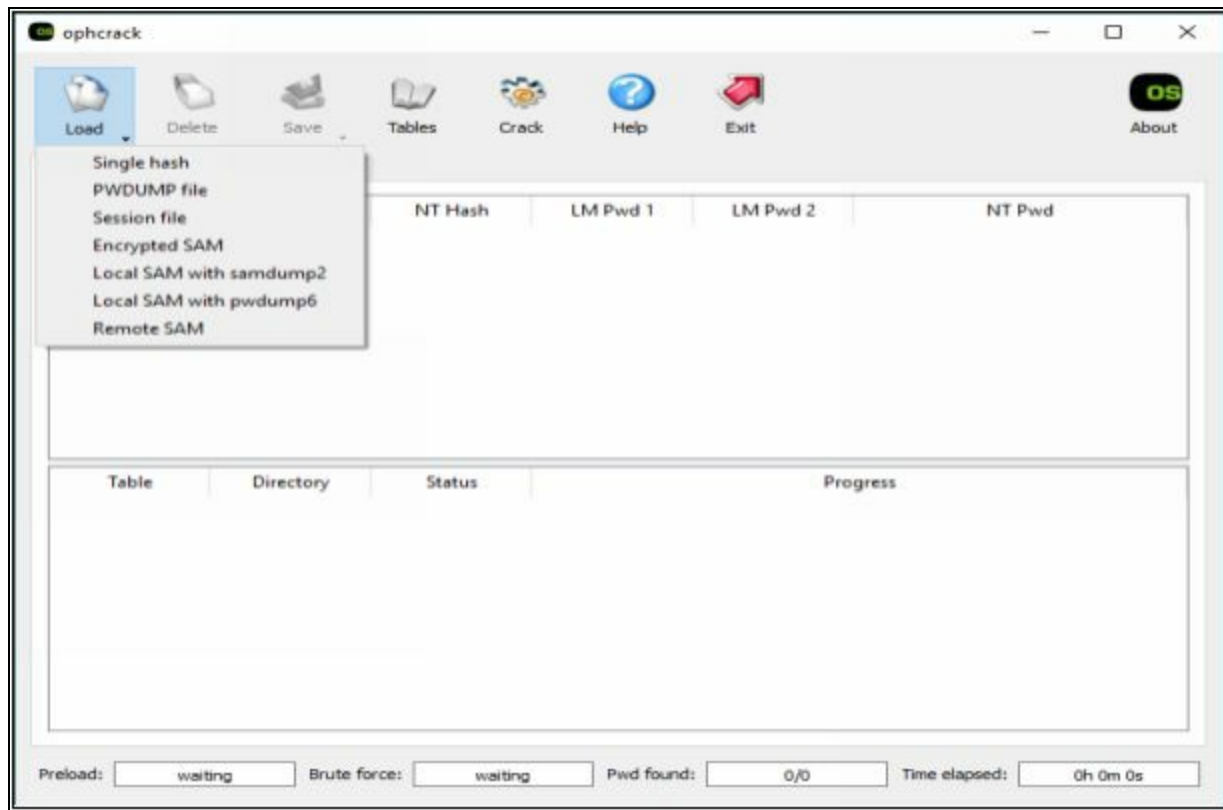 OS ophcrack
Load Delete Save Tables Crack Help Exit OS About
Single hash
PWDUMP file
Session file
Encrypted SAM
Local SAM with samdump2
Local SAM with pwdump6
Remote SAM
NT Hash LM Pwd 1 LM Pwd 2 NT Pwd
Table Directory Status Progress
Preload: waiting Brute force: waiting Pwd found: 0/0 Time elapsed: 0h 0m 0s